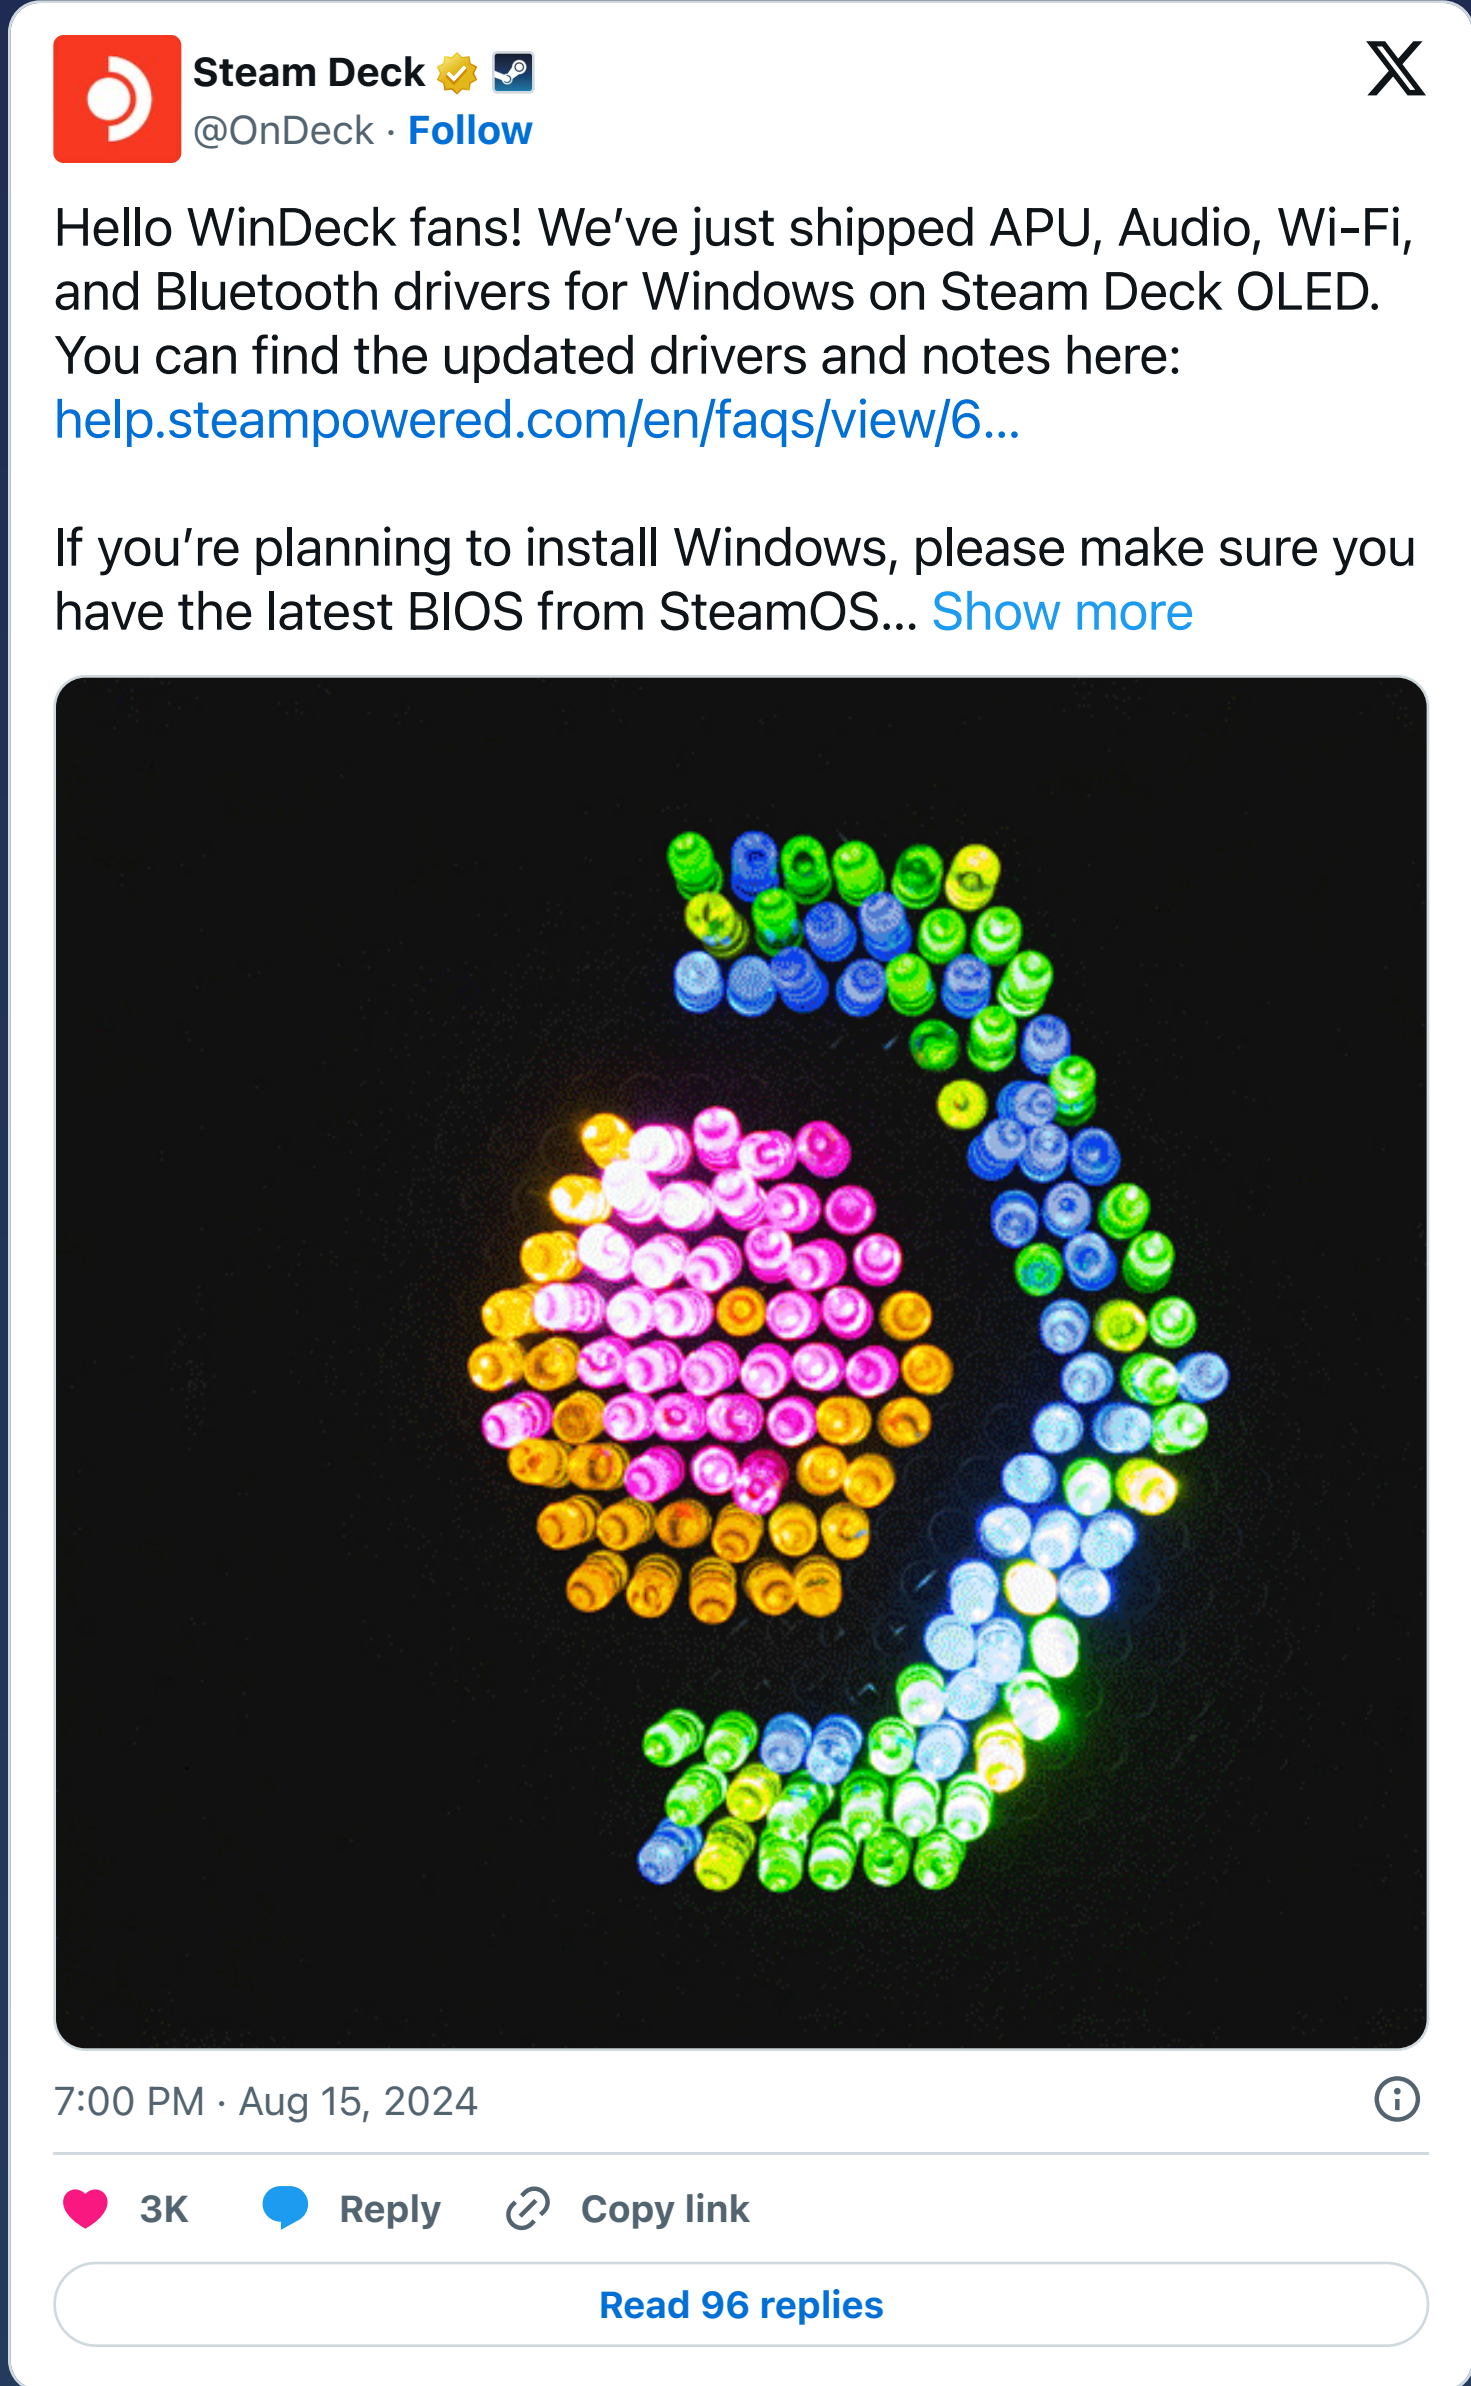 Steam Deck
@OnDeck · Follow
Hello WinDeck fans! We’ve just shipped APU, Audio, Wi-Fi,
and Bluetooth drivers for Windows on Steam Deck OLED.
You can find the updated drivers and notes here:
help.steampowered.com/en/faqs/view/6…
If you’re planning to install Windows, please make sure you
have the latest BIOS from SteamOS… Show more
7:00 PM · Aug 15, 2024
3K Reply Copy link
Read 96 replies